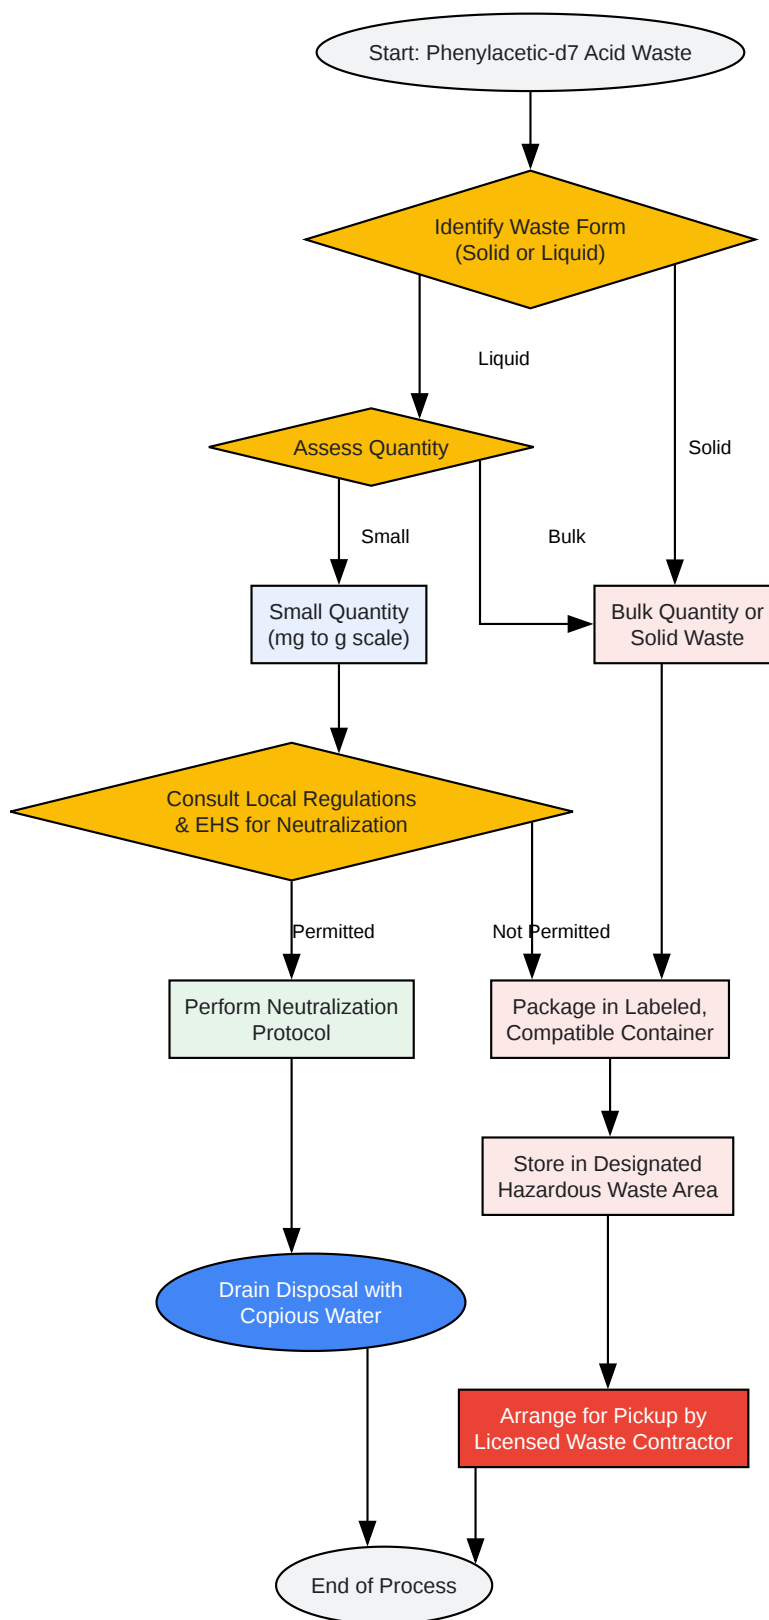 Start: Phenylacetic-d7 Acid Waste
Identify Waste Form
(Solid or Liquid)
Liquid
Assess Quantity
Solid
Small
Bulk
Small Quantity
(mg to g scale)
Bulk Quantity or
Solid Waste
Consult Local Regulations
& EHS for Neutralization
Permitted
Not Permitted
Perform Neutralization
Protocol
Package in Labeled,
Compatible Container
Store in Designated
Hazardous Waste Area
Drain Disposal with
Copious Water
Arrange for Pickup by
Licensed Waste Contractor
End of Process